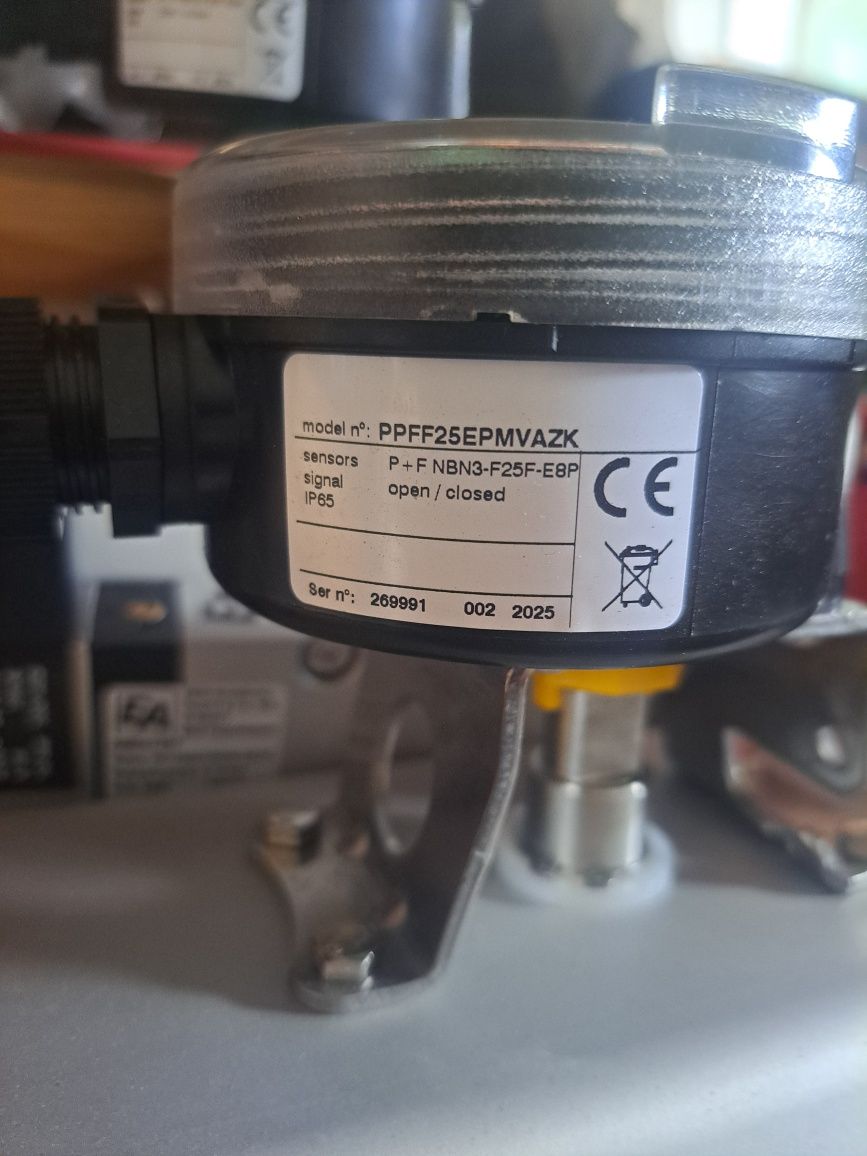 model n°: PPFF25EPMVAZK
sensors P+F NBN3-F25F-E8P
signal open / closed
IP65
CE
Ser n°: 269991 002 2025